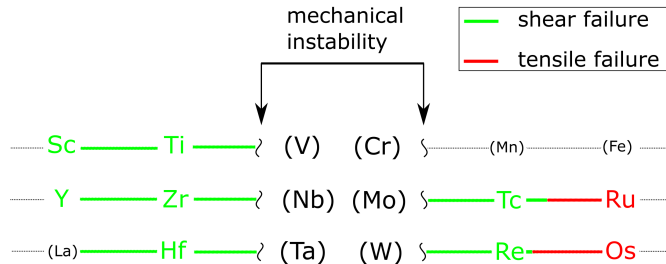 mechanical
instability
shear failure
tensile failure
Sc Ti (V) (Cr) (Mn) (Fe)
Y Zr (Nb) (Mo) Tc Ru
(La) Hf (Ta) (W) Re Os